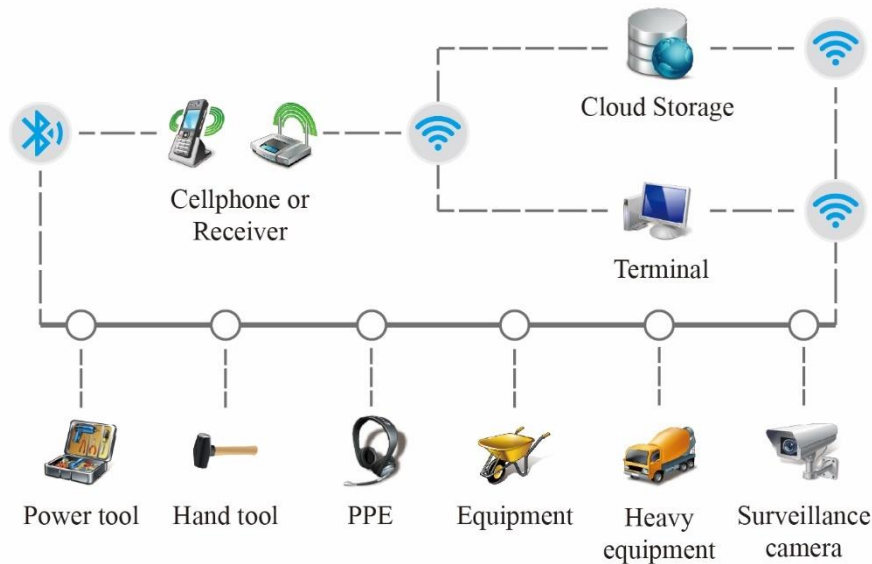 Cloud Storage
Cellphone or
Receiver
Terminal
Power tool
Hand tool
PPE
Equipment
Heavy
equipment
Surveillance
camera